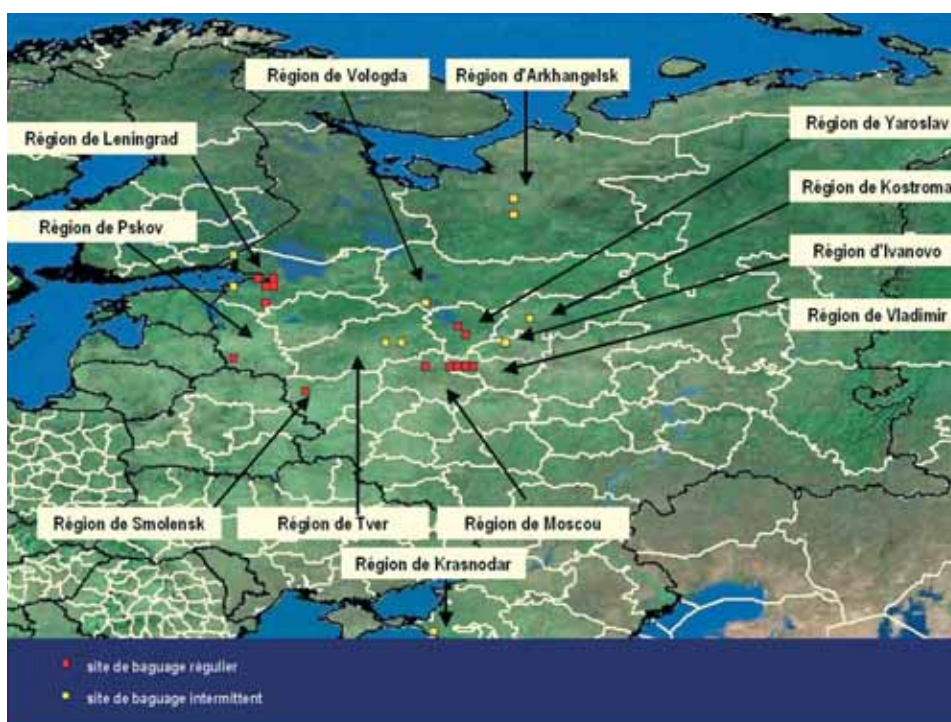 Région de Vologda
Région d'Arkhangelsk
Région de Leningrad
Région de Yaroslav
Région de Kostroma
Région de Pskov
Région d'Ivanovo
Région de Vladimir
Région de Smolensk
Région de Tver
Région de Moscou
Région de Krasnodar
site de baguage régulier
site de baguage intermittent